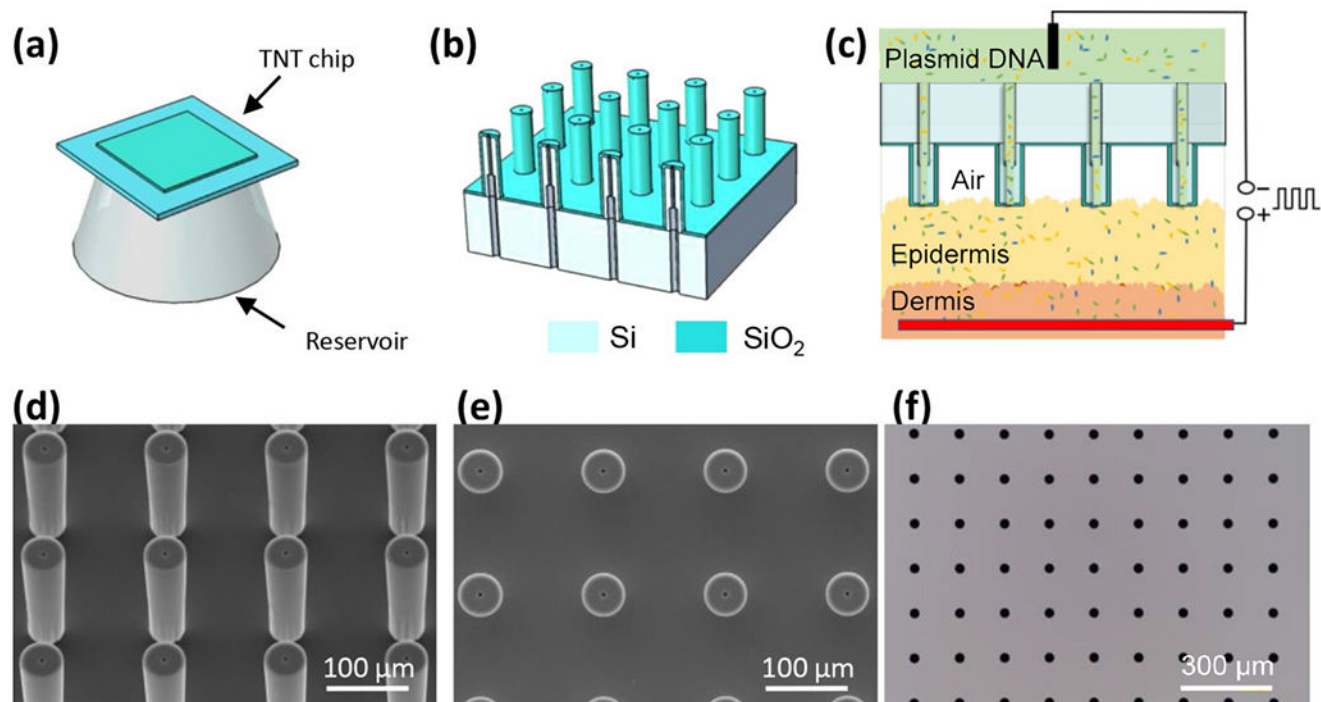 (a)
TNT chip
Reservoir
(b)
Si
SiO₂
(c)
Plasmid DNA
Air
−
+
Epidermis
Dermis
(d)
100 µm
(e)
100 µm
(f)
300 µm